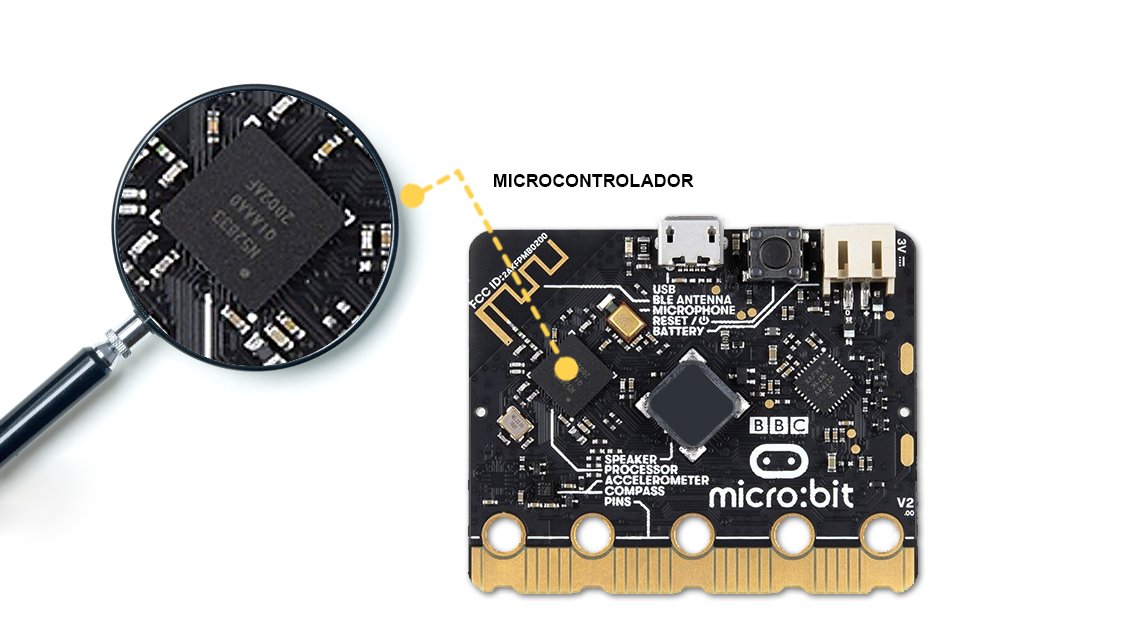 MICROCONTROLADOR
N52833
QIAAA0
2002AF
FCC ID:2AKFPMB0200
3V
USB
BLE ANTENNA
MICROPHONE
RESET /
BATTERY
BBC
SPEAKER
PROCESSOR
ACCELEROMETER
COMPASS
PINS
micro:bit
V2
.00